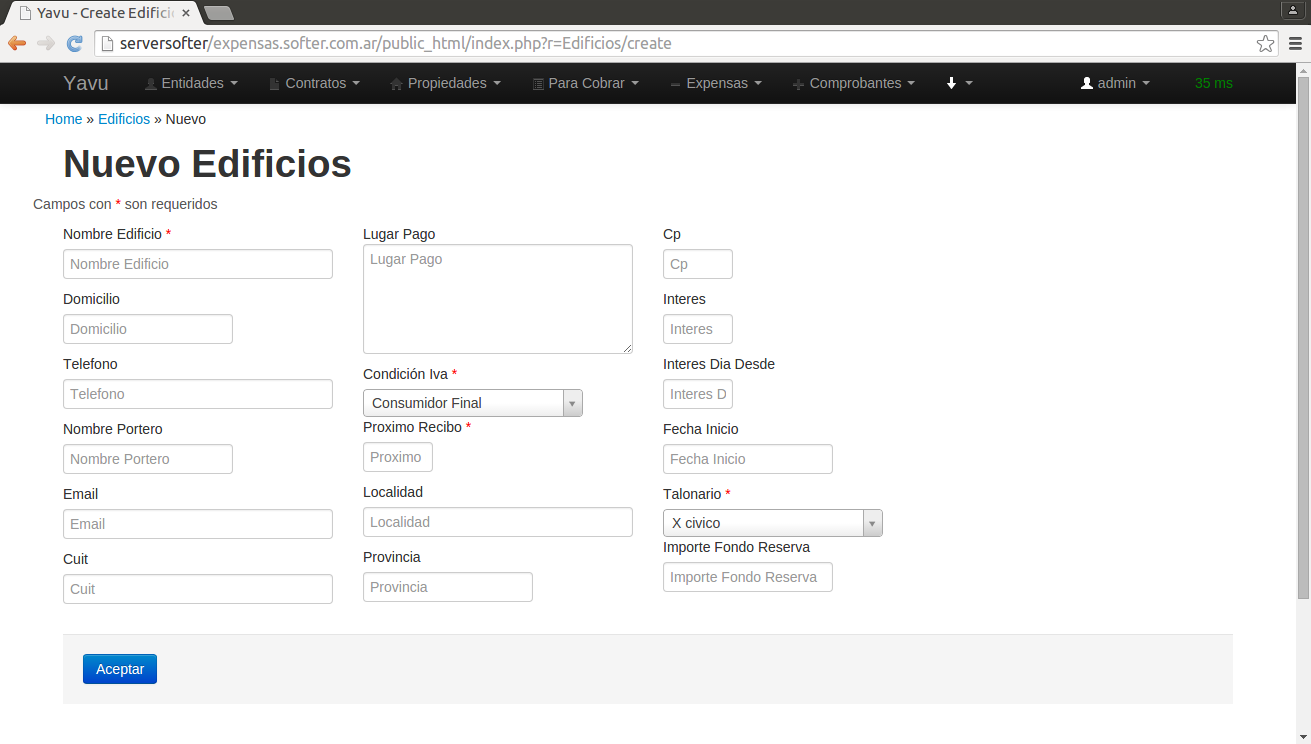 Yavu - Create Edifici
serversofter/expensas.softer.com.ar/public_html/index.php?r=Edificios/create
Yavu Entidades Contratos Propiedades Para Cobrar Expensas Comprobantes admin 35 ms
Home » Edificios » Nuevo
Nuevo Edificios
Campos con * son requeridos
Nombre Edificio *
Nombre Edificio
Domicilio
Domicilio
Telefono
Telefono
Nombre Portero
Nombre Portero
Email
Email
Cuit
Cuit
Lugar Pago
Lugar Pago
Condición Iva *
Consumidor Final
Proximo Recibo *
Proximo
Localidad
Localidad
Provincia
Provincia
Cp
Cp
Interes
Interes
Interes Dia Desde
Interes D
Fecha Inicio
Fecha Inicio
Talonario *
X civico
Importe Fondo Reserva
Importe Fondo Reserva
Aceptar